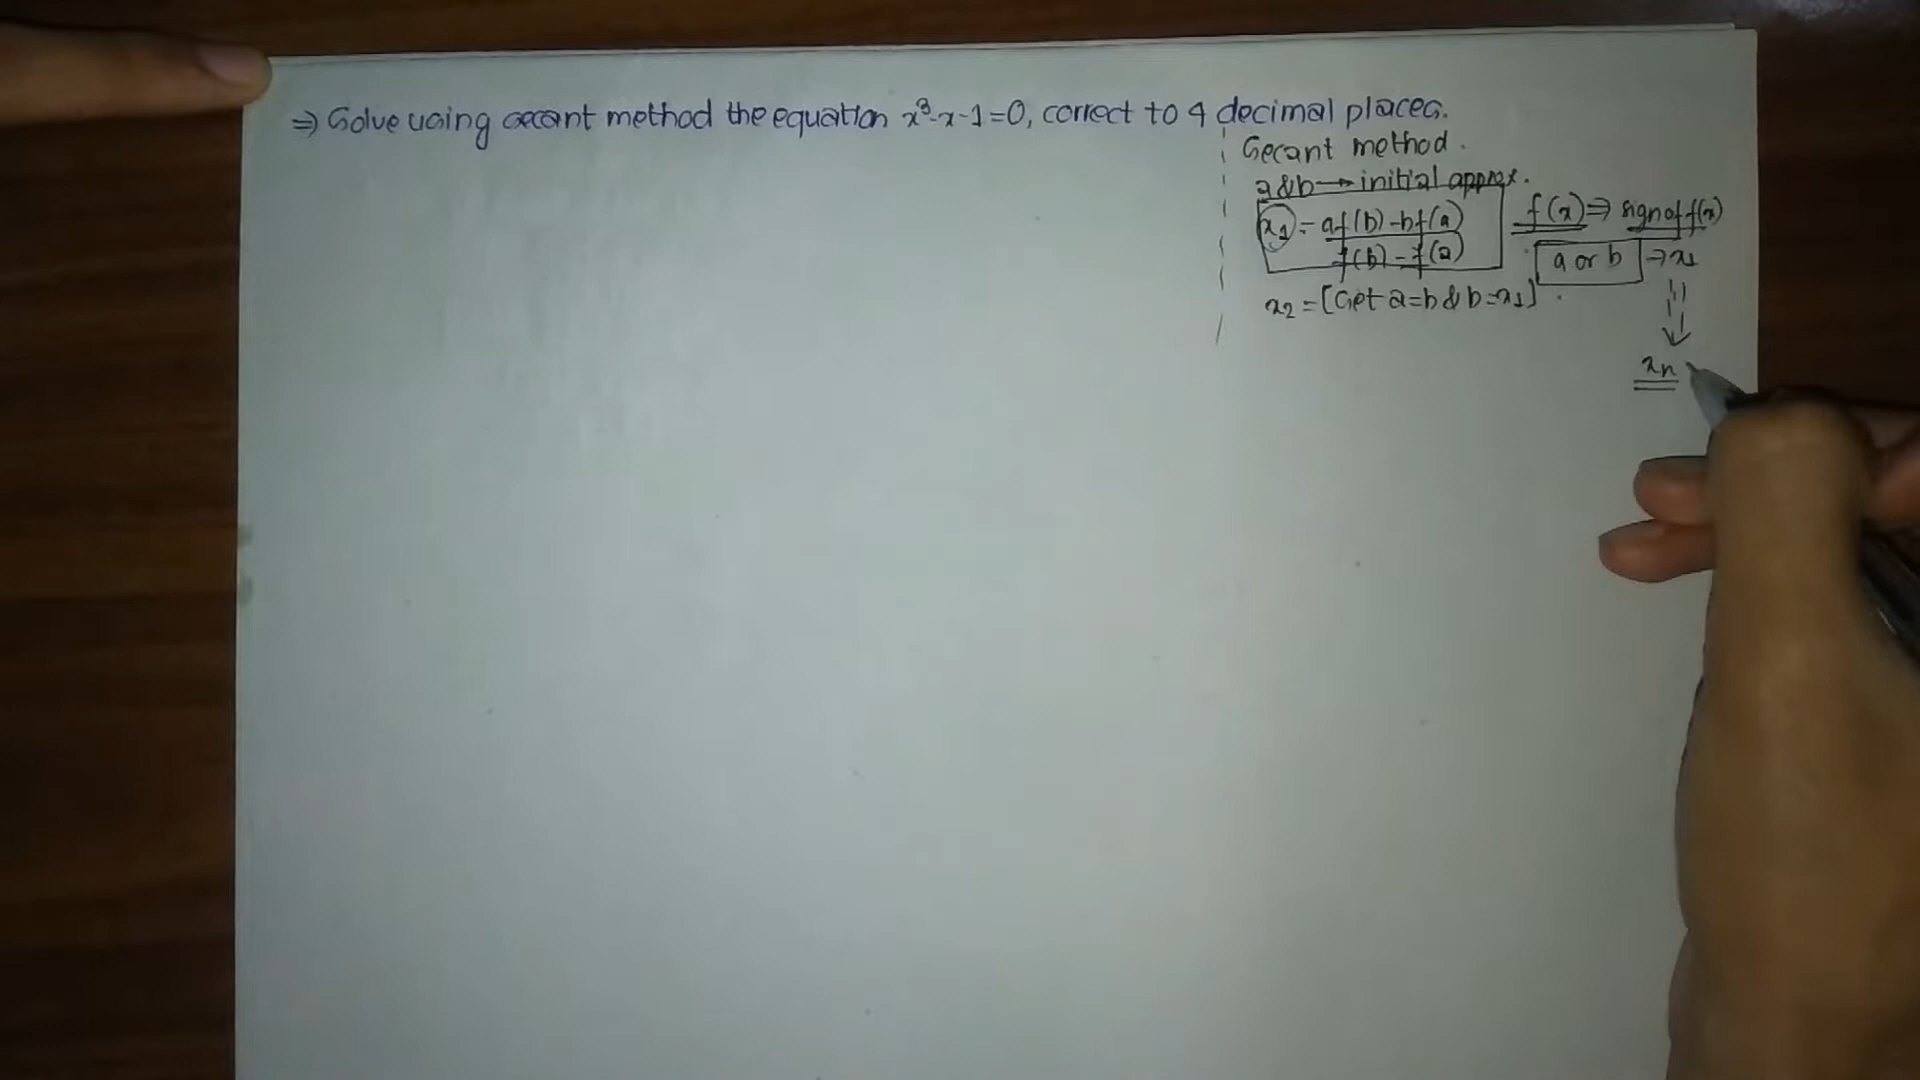 ⇒ Solve using secant method the equation x³-x-1=0, correct to 4 decimal places.
Secant method.
a & b → initial approx.
x₁ = af(b) - bf(a)
f(b) - f(a)
x₂ = [Set a=b & b=x₁]
f(x) ⇒ sign of f(x)
a or b → x₁
xₙ